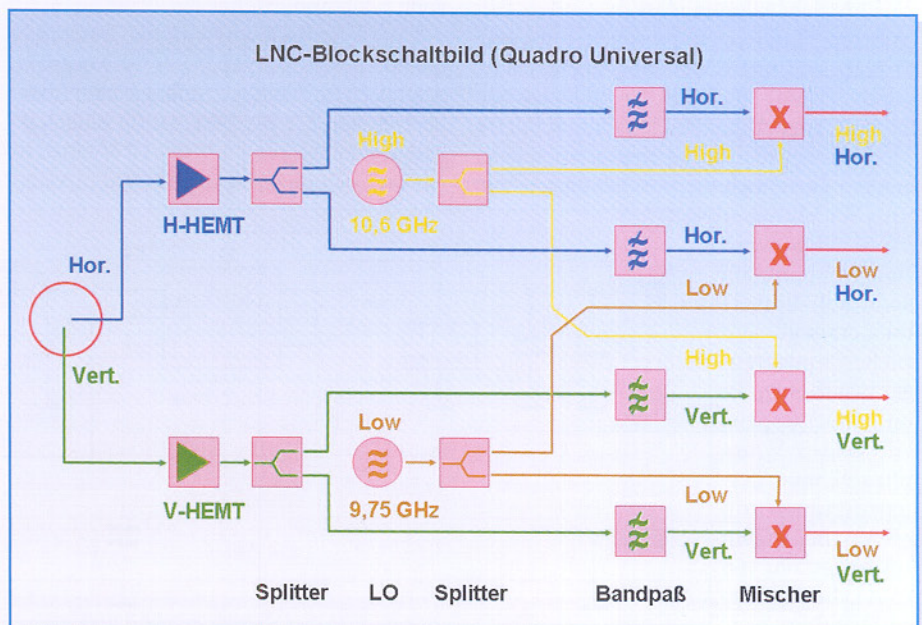 LNC-Blockschaltbild (Quadro Universal)
Hor.
X
High
High
High
Hor.
H-HEMT
10,6 GHz
Hor.
Hor.
X
Low
Low
Hor.
Vert.
High
X
Low
Vert.
High
Vert.
V-HEMT
9,75 GHz
Low
X
Vert.
Low
Vert.
Splitter
LO
Splitter
Bandpaß
Mischer